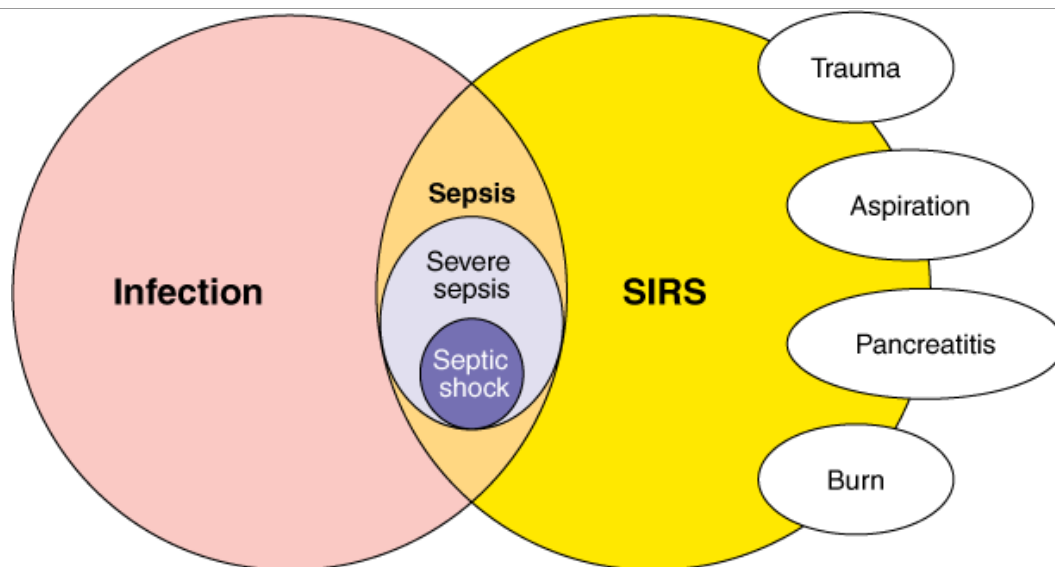 Trauma
Aspiration
Sepsis
Severe
sepsis
Infection
SIRS
Pancreatitis
Septic
shock
Burn